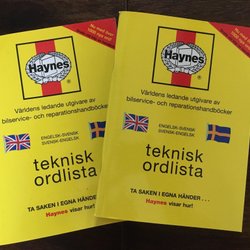 Haynes
Världens ledande utgivare av
bilservice- och reparationshandböcker
ENGELSK-SVENSK
SVENSK-ENGELSK
teknisk
ordlista
TA SAKEN I EGNA HÄNDER . . .
Haynes visar hur!
Haynes
Världens ledande utgivare av
bilservice- och reparationshandböcker
ENGELSK-SVENSK
SVENSK-ENGELSK
teknisk
ordlista
TA SAKEN I EGNA HÄNDER . . .
Haynes visar hur!